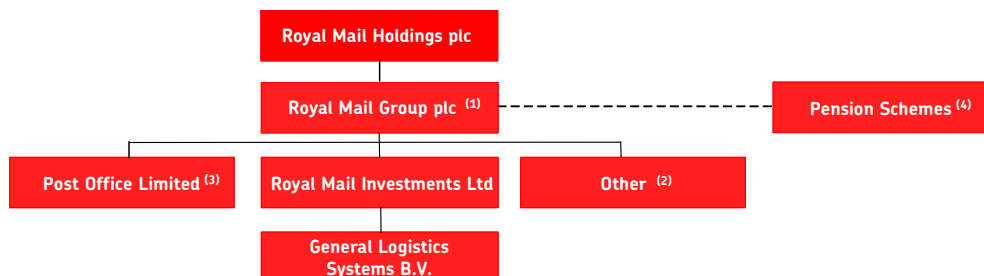 Royal Mail Holdings plc
Royal Mail Group plc (1)
Pension Schemes (4)
Post Office Limited (3)
Royal Mail Investments Ltd
Other (2)
General Logistics
Systems B.V.